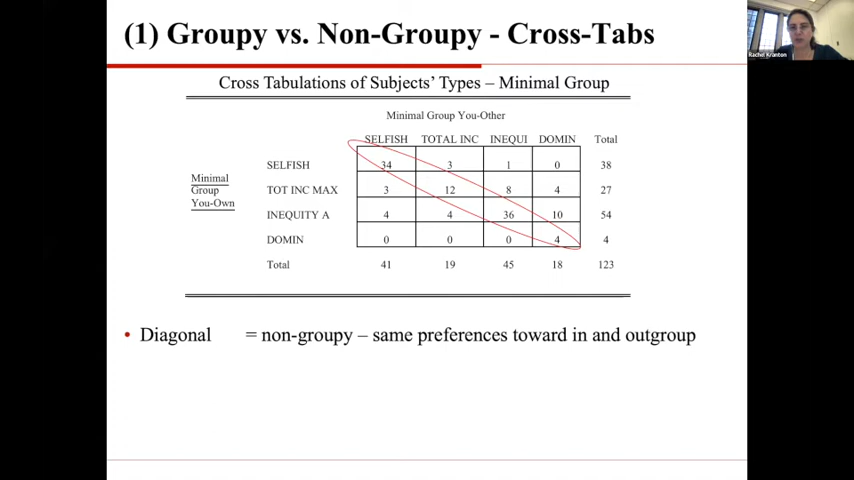 (1) Groupy vs. Non-Groupy - Cross-Tabs
Rachel Kranton
Cross Tabulations of Subjects' Types – Minimal Group
Minimal Group You-Other
SELFISH TOTAL INC INEQUI DOMIN Total
Minimal
Group
You-Own
SELFISH 34 3 1 0 38
TOT INC MAX 3 12 8 4 27
INEQUITY A 4 4 36 10 54
DOMIN 0 0 0 4 4
Total 41 19 45 18 123
• Diagonal = non-groupy – same preferences toward in and outgroup